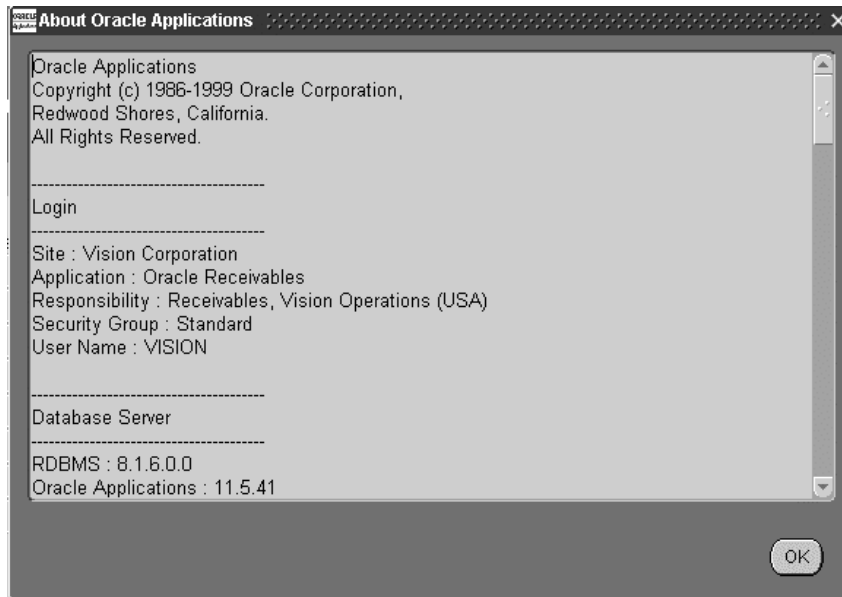 About Oracle Applications
Oracle Applications
Copyright (c) 1986-1999 Oracle Corporation,
Redwood Shores, California.
All Rights Reserved.
----------------------------------------
Login
----------------------------------------
Site : Vision Corporation
Application : Oracle Receivables
Responsibility : Receivables, Vision Operations (USA)
Security Group : Standard
User Name : VISION
----------------------------------------
Database Server
----------------------------------------
RDBMS : 8.1.6.0.0
Oracle Applications : 11.5.41
OK